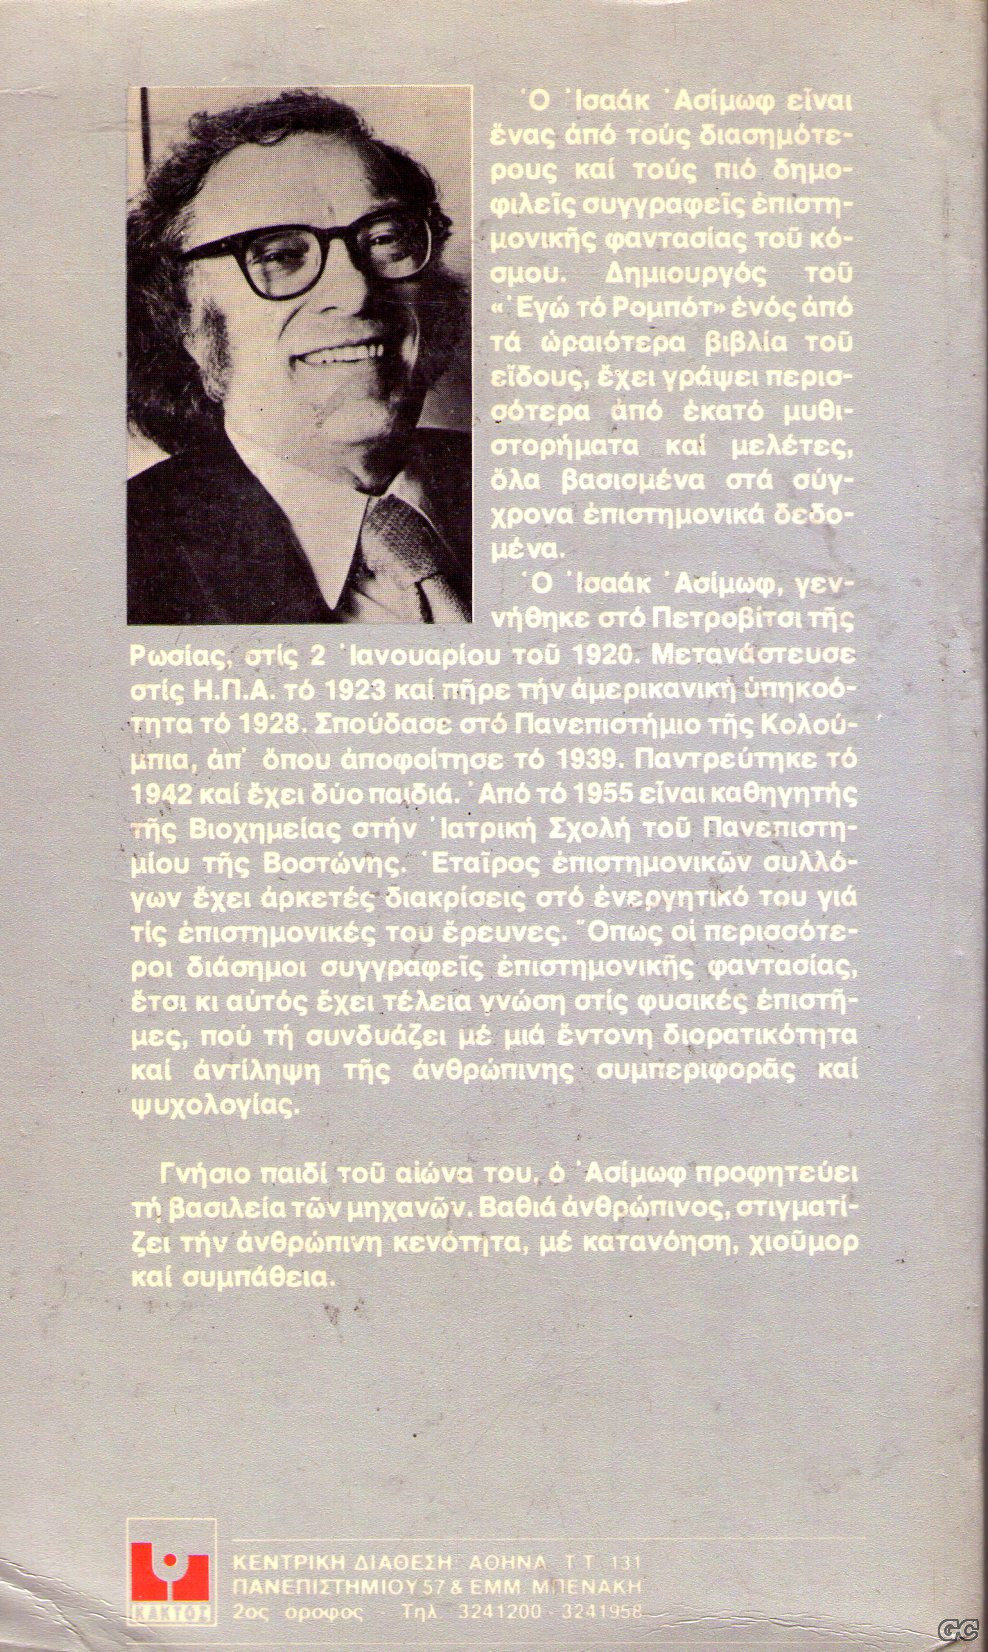 Ὁ Ἰσαάκ Ἀσίμωφ εἶναι
ἕνας ἀπό τούς διασημότε-
ρους καί τούς πιό δημο-
φιλεῖς συγγραφεῖς ἐπιστη-
μονικῆς φαντασίας τοῦ κό-
σμου. Δημιουργός τοῦ
«Ἐγώ τό Ρομπότ» ἑνός ἀπό
τά ὡραιότερα βιβλία τοῦ
εἴδους, ἔχει γράψει περισ-
σότερα ἀπό ἑκατό μυθι-
στορήματα καί μελέτες,
ὅλα βασισμένα στά σύγ-
χρονα ἐπιστημονικά δεδο-
μένα.
Ὁ Ἰσαάκ Ἀσίμωφ, γεν-
νήθηκε στό Πετροβίτσι τῆς
Ρωσίας, στίς 2 Ἰανουαρίου τοῦ 1920. Μετανάστευσε
στίς Η.Π.Α. τό 1923 καί πῆρε τήν ἀμερικανική ὑπηκοό-
τητα τό 1928. Σπούδασε στό Πανεπιστήμιο τῆς Κολούμ-
μπια, ἀπ' ὅπου ἀποφοίτησε τό 1939. Παντρεύτηκε τό
1942 καί ἔχει δύο παιδιά. Ἀπό τό 1955 εἶναι καθηγητής
τῆς Βιοχημείας στήν Ἰατρική Σχολή τοῦ Πανεπιστη-
μίου τῆς Βοστώνης. Ἑταῖρος ἐπιστημονικῶν συλλό-
γων ἔχει ἀρκετές διακρίσεις στό ἐνεργητικό του γιά
τίς ἐπιστημονικές του ἔρευνες. Ὅπως οἱ περισσότε-
ροι διάσημοι συγγραφεῖς ἐπιστημονικῆς φαντασίας,
ἔτσι κι αὐτός ἔχει τέλεια γνώση στίς φυσικές ἐπιστῆ-
μες, πού τή συνδυάζει μέ μιά ἔντονη διορατικότητα
καί ἀντίληψη τῆς ἀνθρώπινης συμπεριφορᾶς καί
ψυχολογίας.
Γνήσιο παιδί τοῦ αἰώνα του, ὁ Ἀσίμωφ προφητεύει
τή βασιλεία τῶν μηχανῶν. Βαθιά ἀνθρώπινος, στιγματί-
ζει τήν ἀνθρώπινη κενότητα, μέ κατανόηση, χιοῦμορ
καί συμπάθεια.
ΚΕΝΤΡΙΚΗ ΔΙΑΘΕΣΗ: ΑΘΗΝΑ Τ.Τ. 131
ΠΑΝΕΠΙΣΤΗΜΙΟΥ 57 & ΕΜΜ. ΜΠΕΝΑΚΗ
2ος όροφος - Τηλ. 3241200 - 3241958
ΚΑΚΤΟΣ
GC